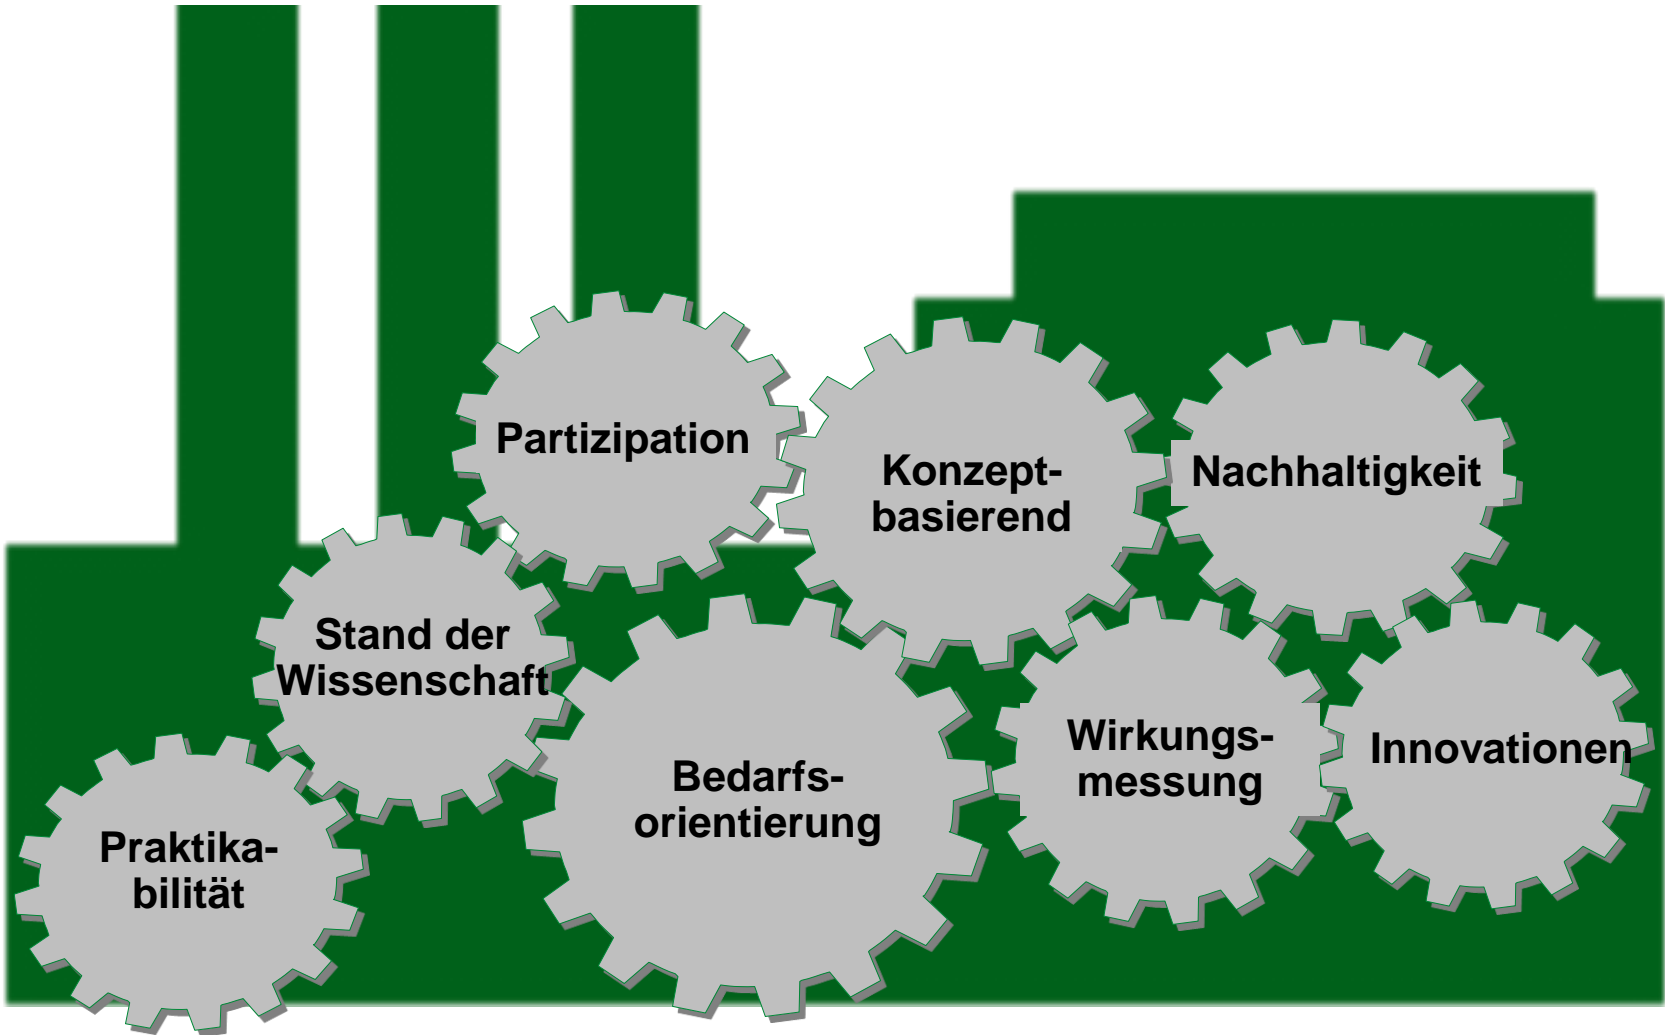 Partizipation
Konzept-
basierend
Nachhaltigkeit
Stand der
Wissenschaft
Bedarfs-
orientierung
Wirkungs-
messung
Innovationen
Praktika-
bilität